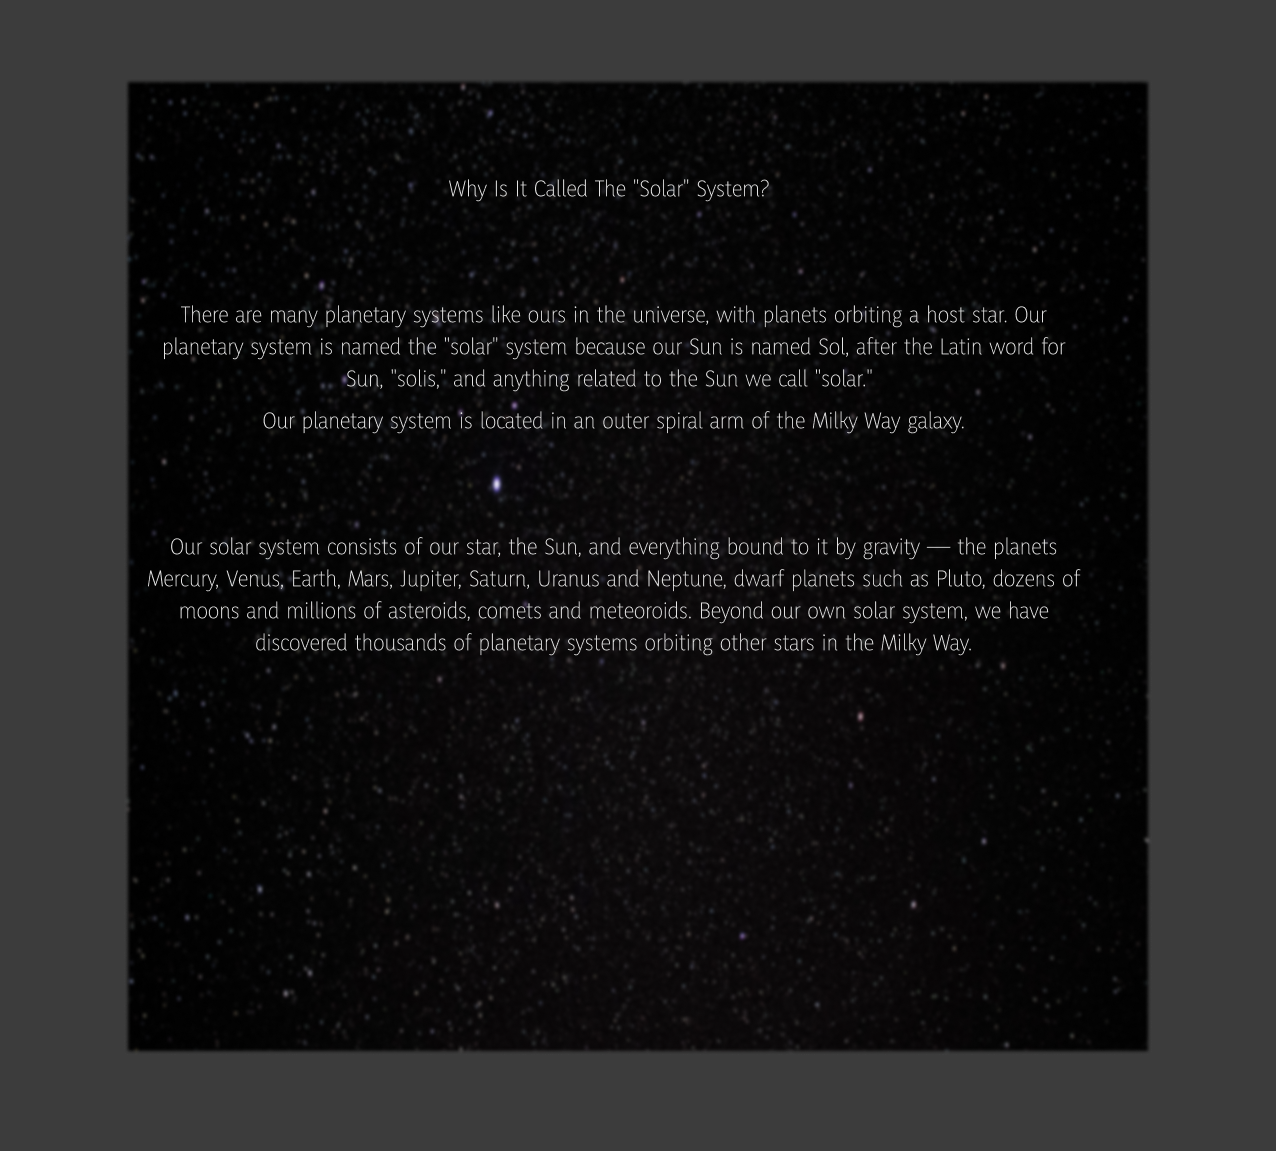 Why Is It Called The "Solar" System?
There are many planetary systems like ours in the universe, with planets orbiting a host star. Our
planetary system is named the "solar" system because our Sun is named Sol, after the Latin word for
Sun, "solis," and anything related to the Sun we call "solar."
Our planetary system is located in an outer spiral arm of the Milky Way galaxy.
Our solar system consists of our star, the Sun, and everything bound to it by gravity — the planets
Mercury, Venus, Earth, Mars, Jupiter, Saturn, Uranus and Neptune, dwarf planets such as Pluto, dozens of
moons and millions of asteroids, comets and meteoroids. Beyond our own solar system, we have
discovered thousands of planetary systems orbiting other stars in the Milky Way.